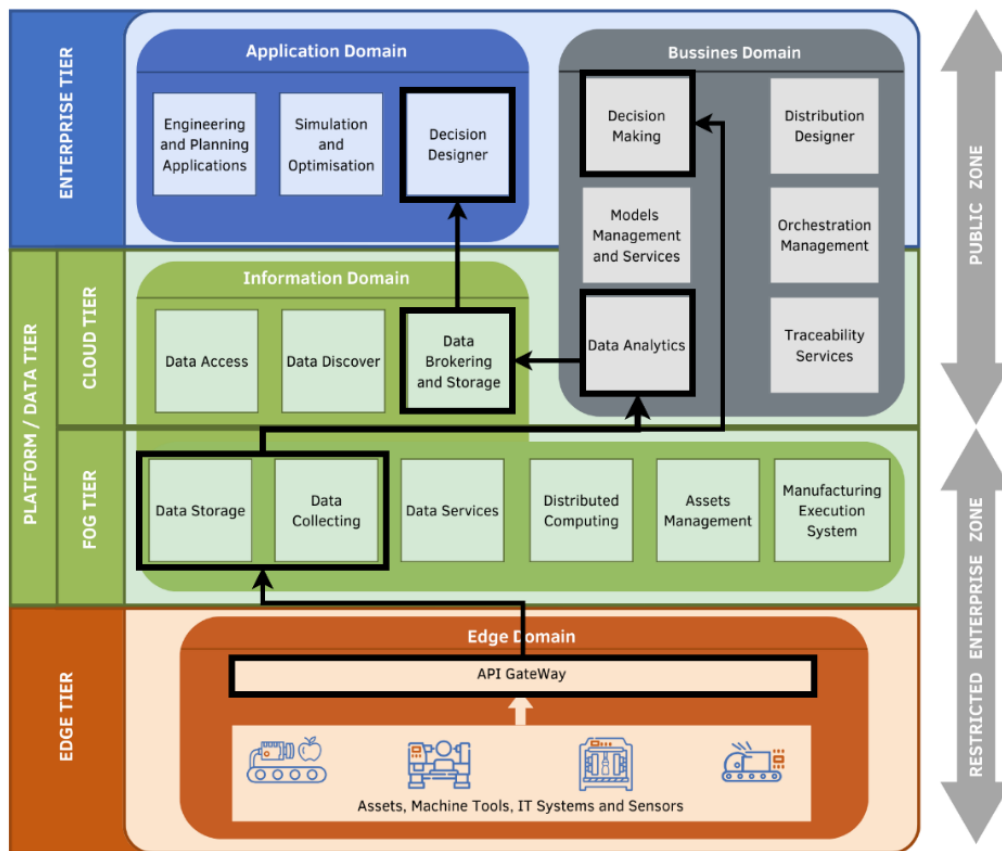 ENTERPRISE TIER
Application Domain
Engineering
and Planning
Applications
Simulation
and
Optimisation
Decision
Designer
Bussines Domain
Decision
Making
Distribution
Designer
Models
Management
and Services
Orchestration
Management
Data Analytics
Traceability
Services
PUBLIC ZONE
PLATFORM / DATA TIER
CLOUD TIER
Information Domain
Data Access
Data Discover
Data
Brokering
and Storage
FOG TIER
Data Storage
Data
Collecting
Data Services
Distributed
Computing
Assets
Management
Manufacturing
Execution
System
RESTRICTED ENTERPRISE ZONE
EDGE TIER
Edge Domain
API GateWay
Assets, Machine Tools, IT Systems and Sensors